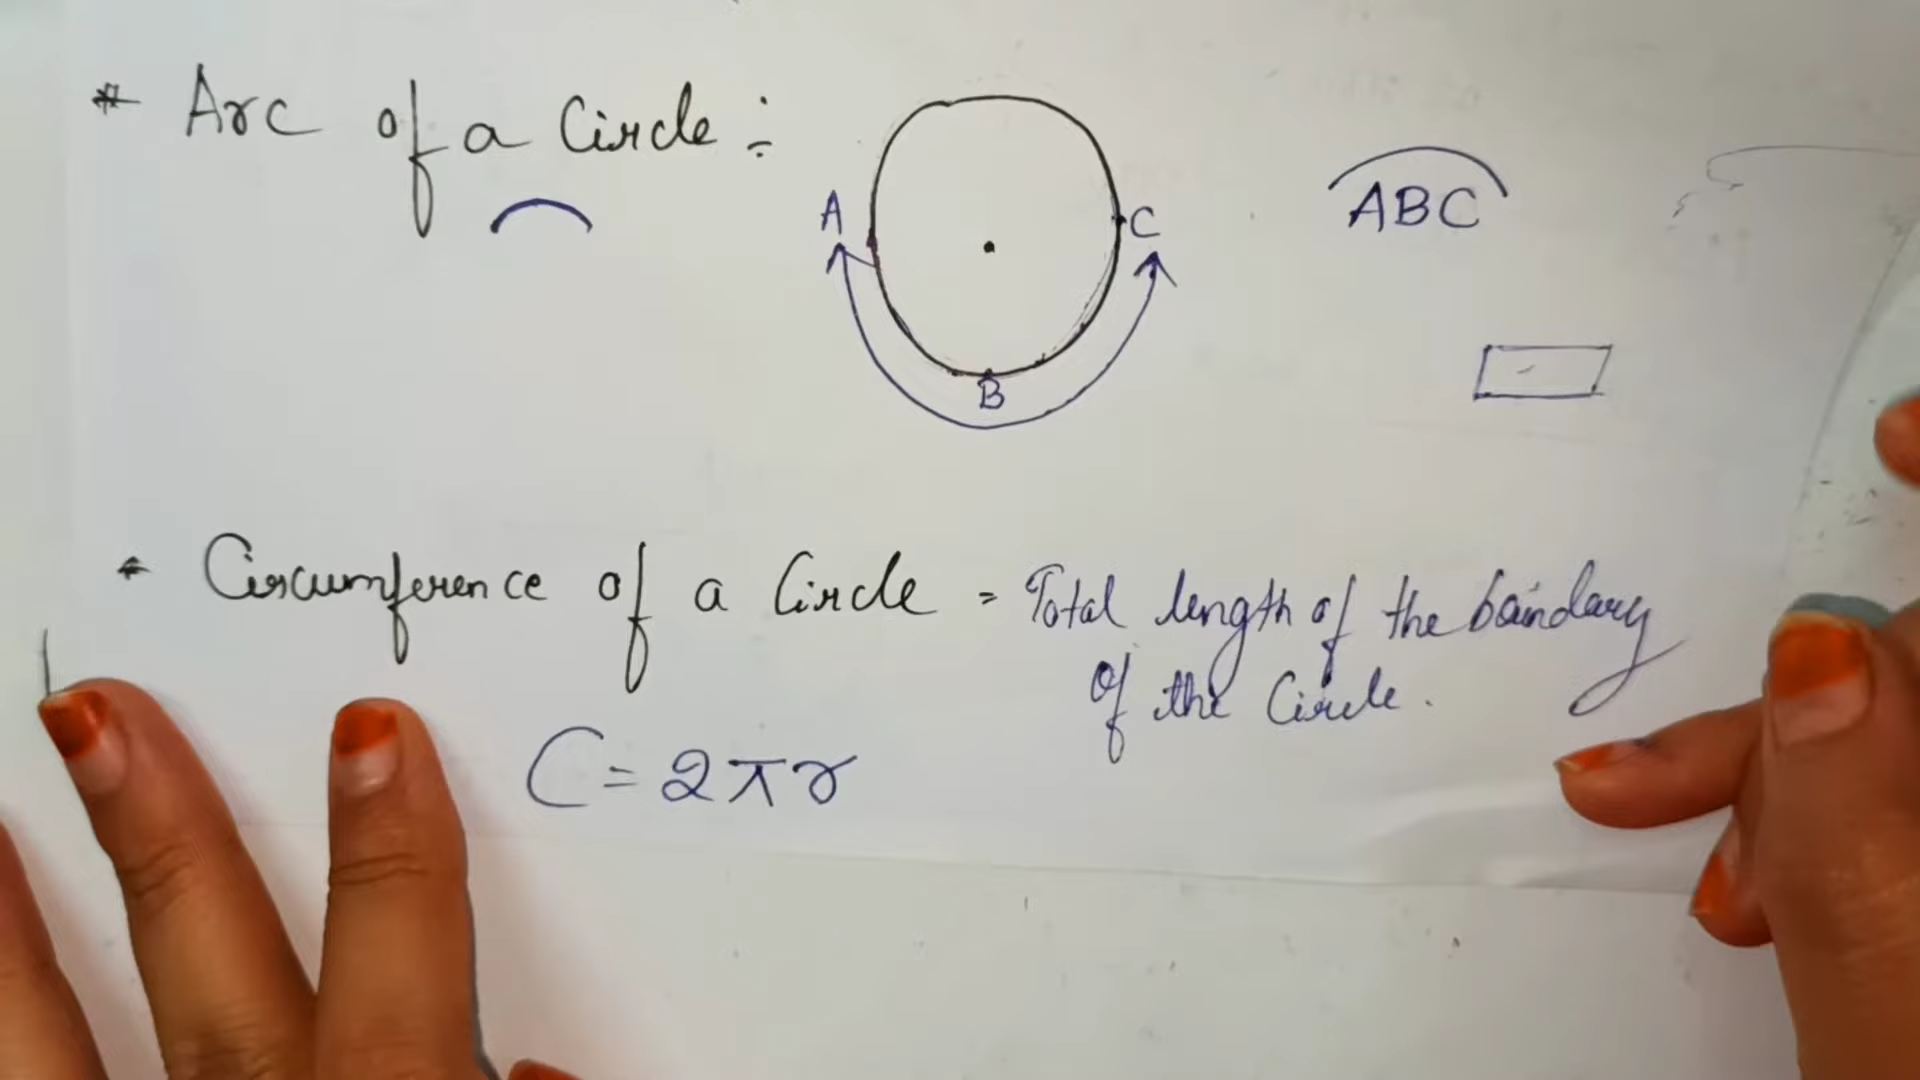 * Arc of a Circle :-
A
C
B
ABC
* Circumference of a Circle = Total length of the boundary
of the Circle.
C = 2πr